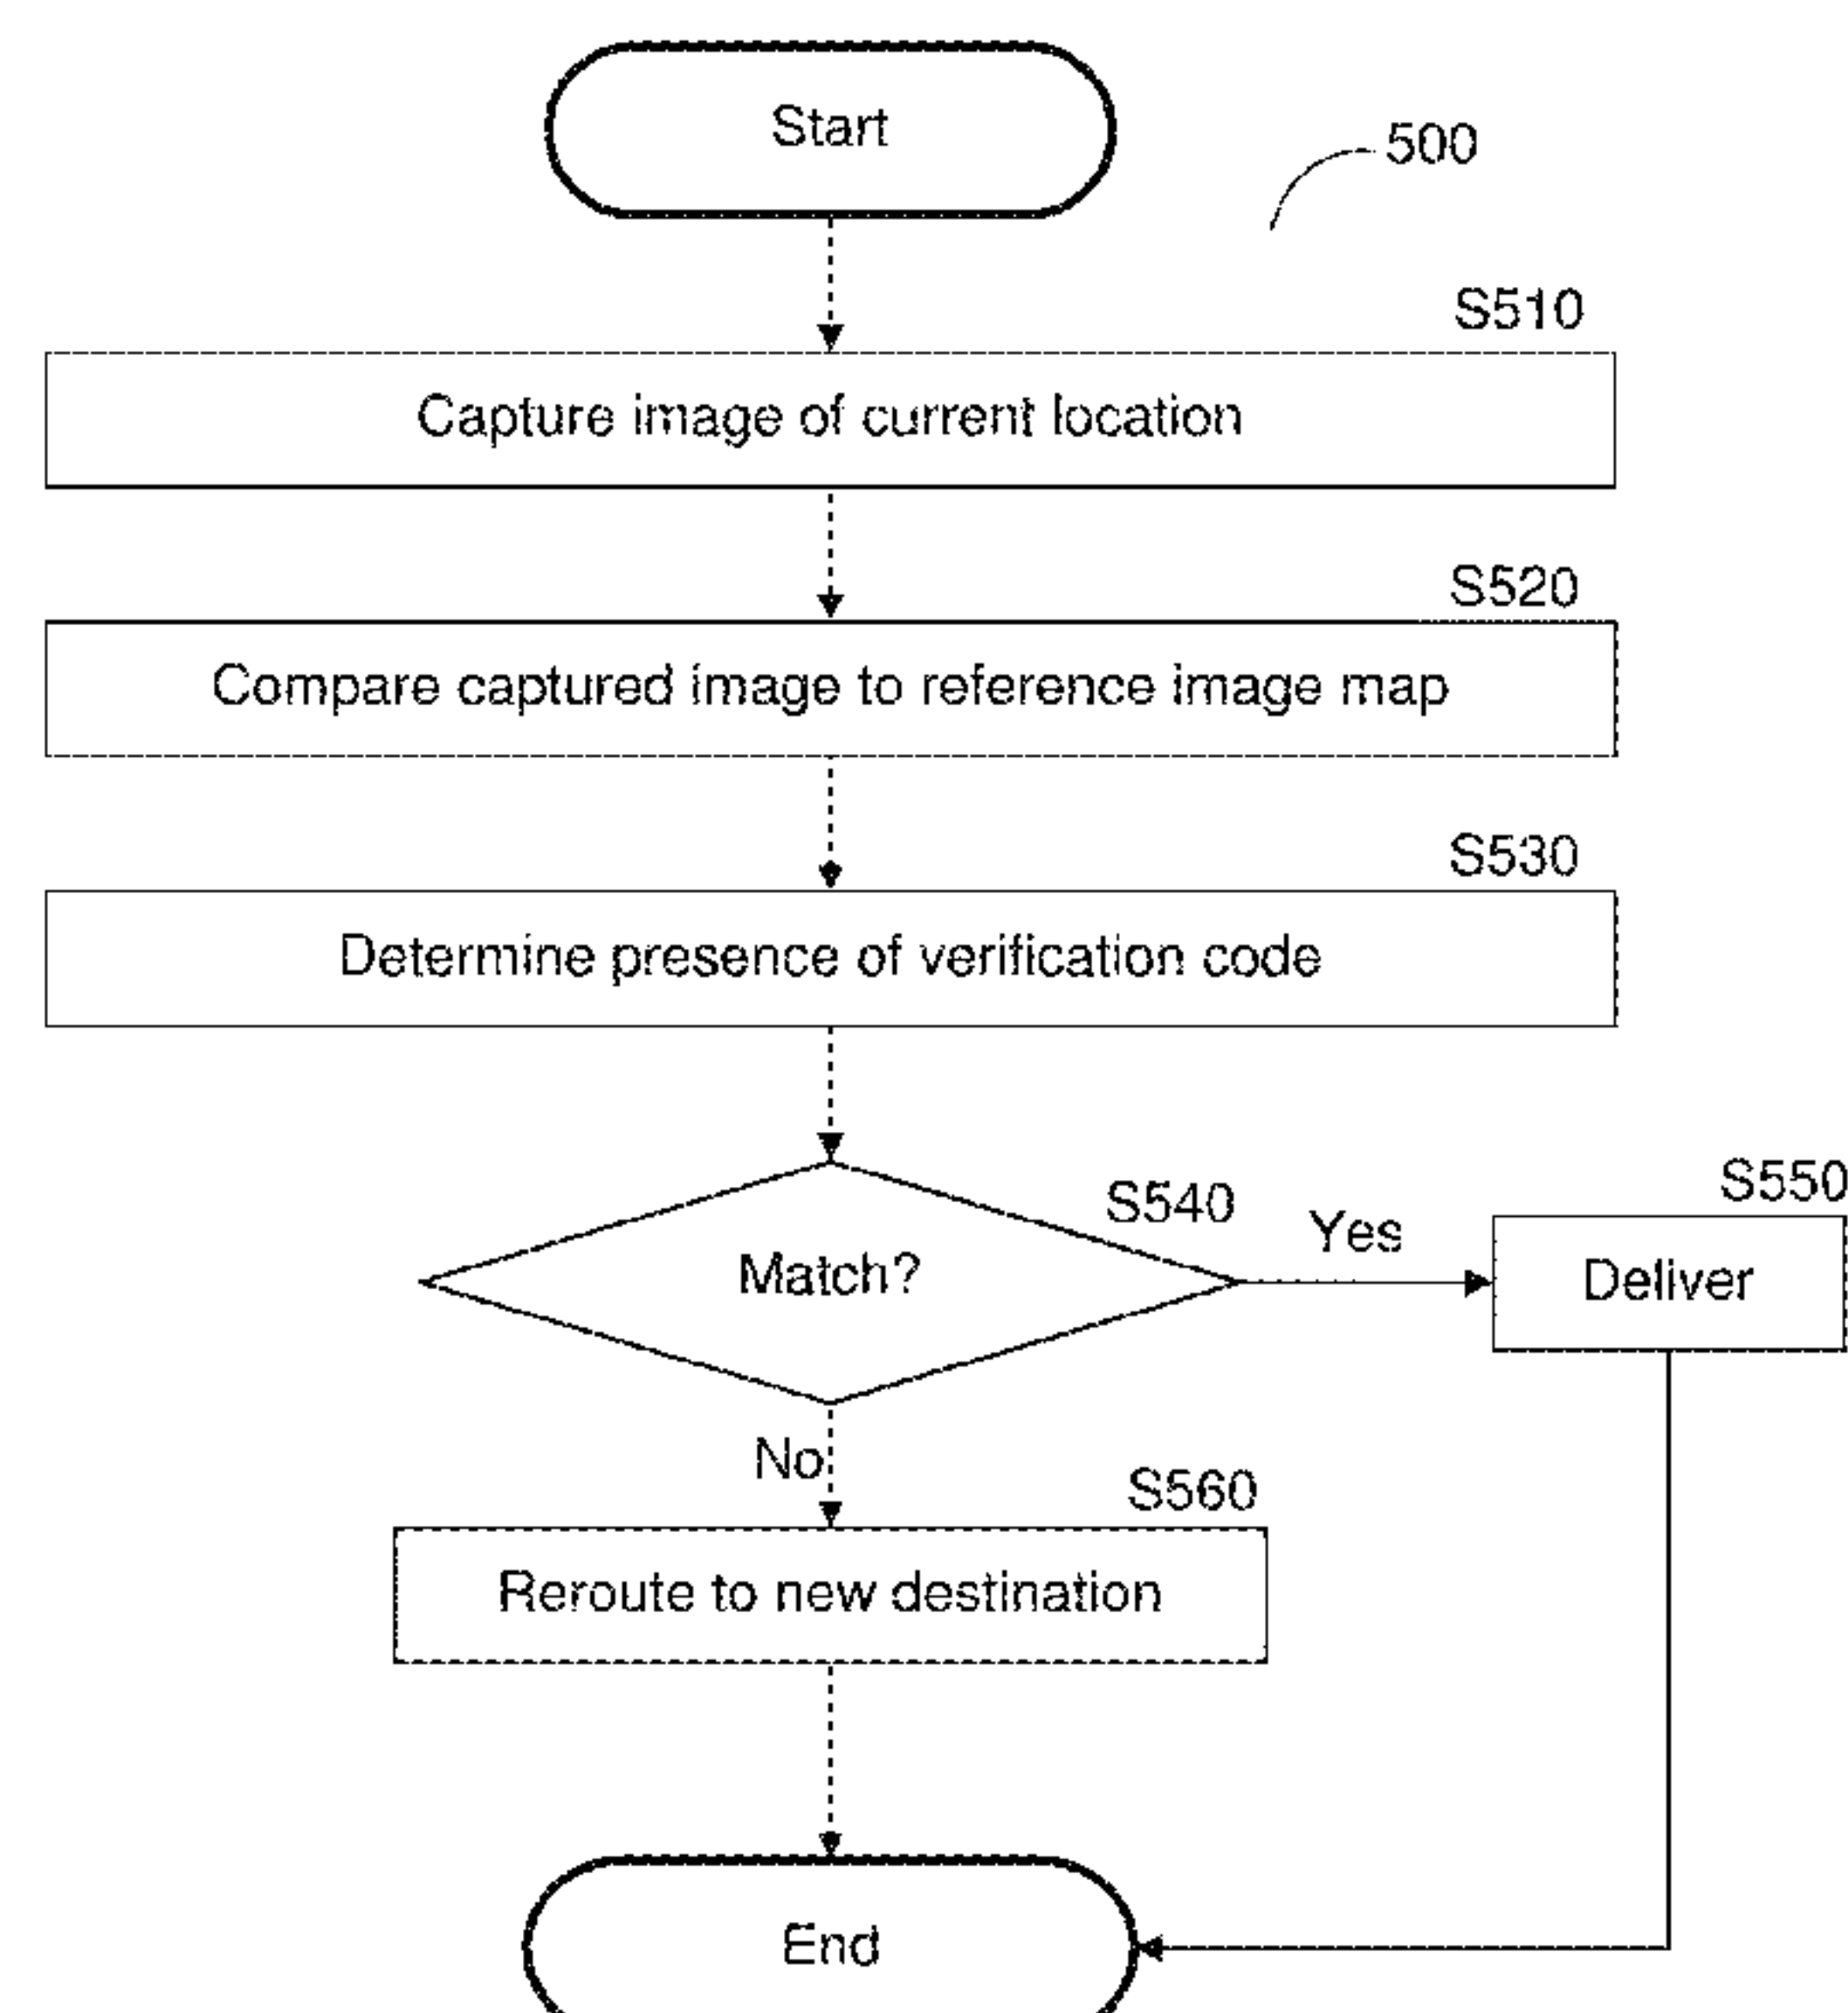 Start
500
S510
Capture image of current location
S520
Compare captured image to reference image map
S530
Determine presence of verification code
S540
Match?
Yes
S550
Deliver
No
S560
Reroute to new destination
End